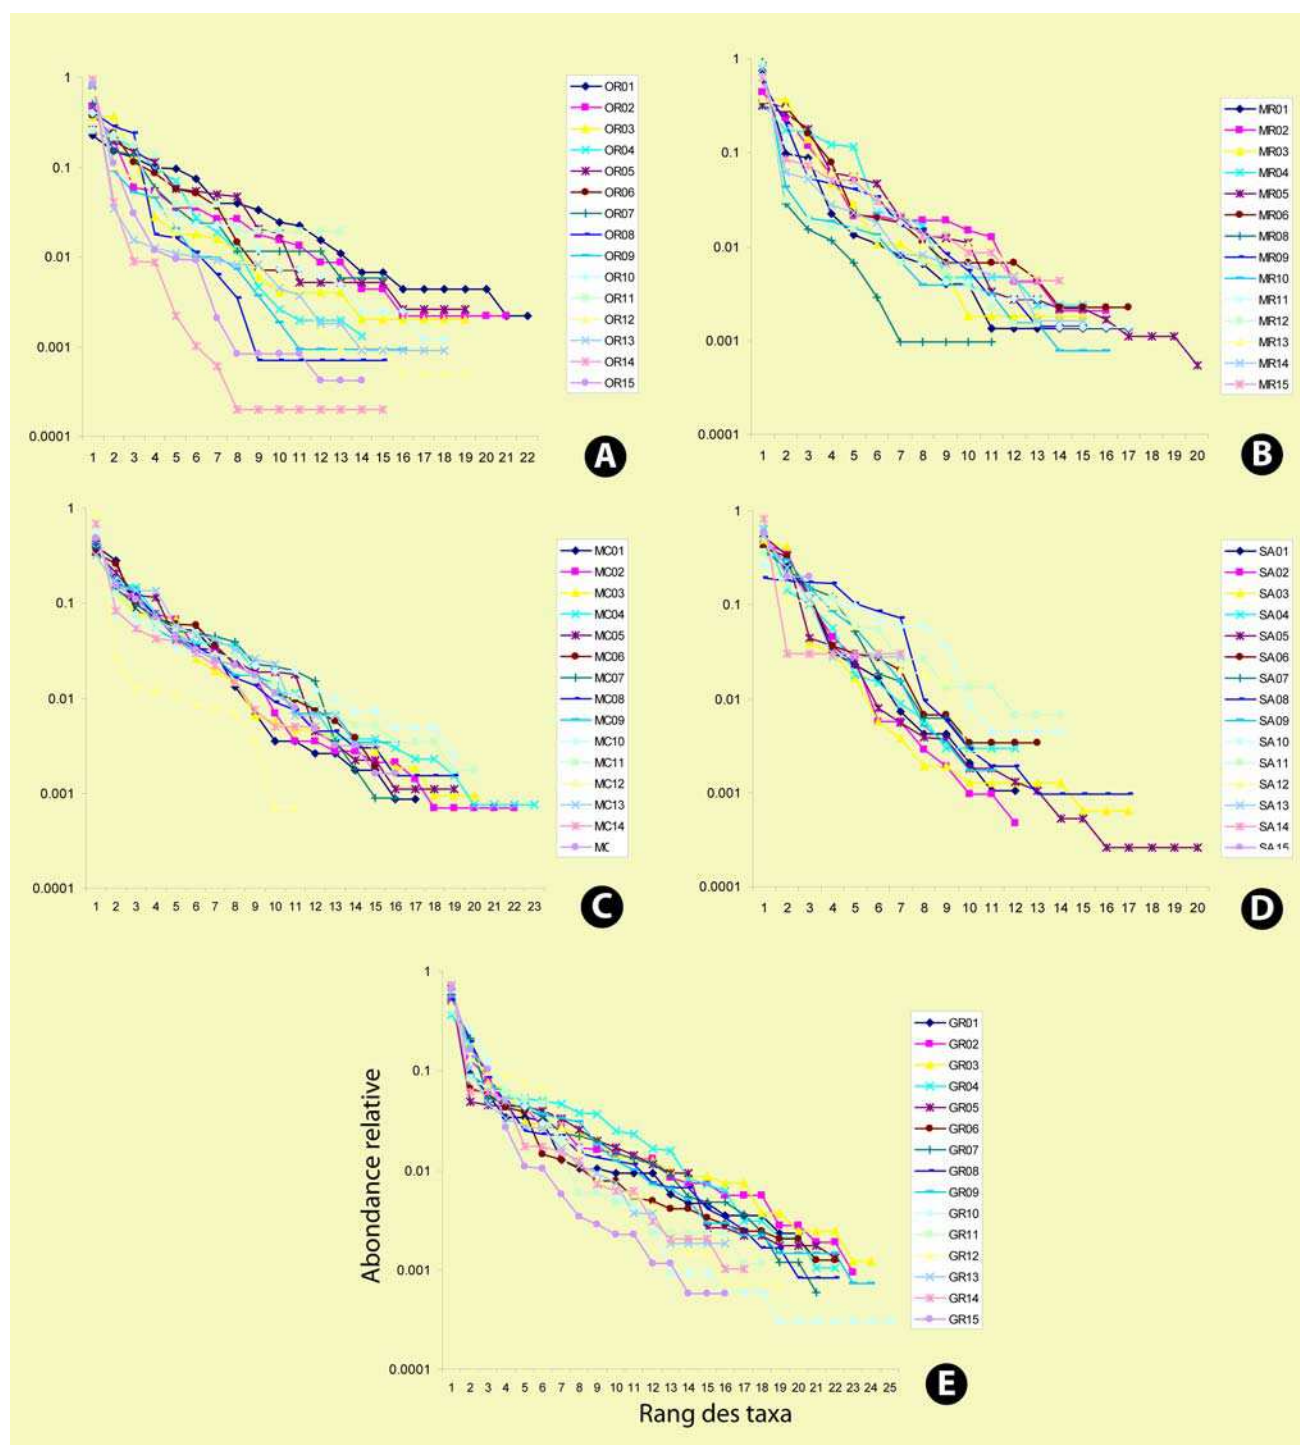 1
0.1
0.01
0.001
0.0001
1 2 3 4 5 6 7 8 9 10 11 12 13 14 15 16 17 18 19 20 21 22
OR01
OR02
OR03
OR04
OR05
OR06
OR07
OR08
OR09
OR10
OR11
OR12
OR13
OR14
OR15
A
1
0.1
0.01
0.001
0.0001
1 2 3 4 5 6 7 8 9 10 11 12 13 14 15 16 17 18 19 20
MR01
MR02
MR03
MR04
MR05
MR06
MR08
MR09
MR10
MR11
MR12
MR13
MR14
MR15
B
1
0.1
0.01
0.001
0.0001
1 2 3 4 5 6 7 8 9 10 11 12 13 14 15 16 17 18 19 20 21 22 23
MC01
MC02
MC03
MC04
MC05
MC06
MC07
MC08
MC09
MC10
MC11
MC12
MC13
MC14
MC
C
1
0.1
0.01
0.001
0.0001
1 2 3 4 5 6 7 8 9 10 11 12 13 14 15 16 17 18 19 20
SA01
SA02
SA03
SA04
SA05
SA06
SA07
SA08
SA09
SA10
SA11
SA12
SA13
SA14
SA15
D
Abondance relative
1
0.1
0.01
0.001
0.0001
1 2 3 4 5 6 7 8 9 10 11 12 13 14 15 16 17 18 19 20 21 22 23 24 25
Rang des taxa
GR01
GR02
GR03
GR04
GR05
GR06
GR07
GR08
GR09
GR10
GR11
GR12
GR13
GR14
GR15
E